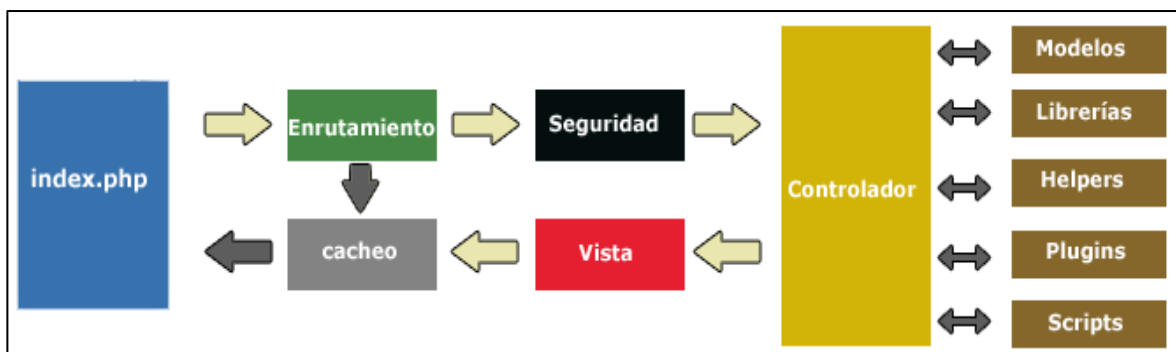 index.php
Enrutamiento
Seguridad
cacheo
Vista
Controlador
Modelos
Librerías
Helpers
Plugins
Scripts